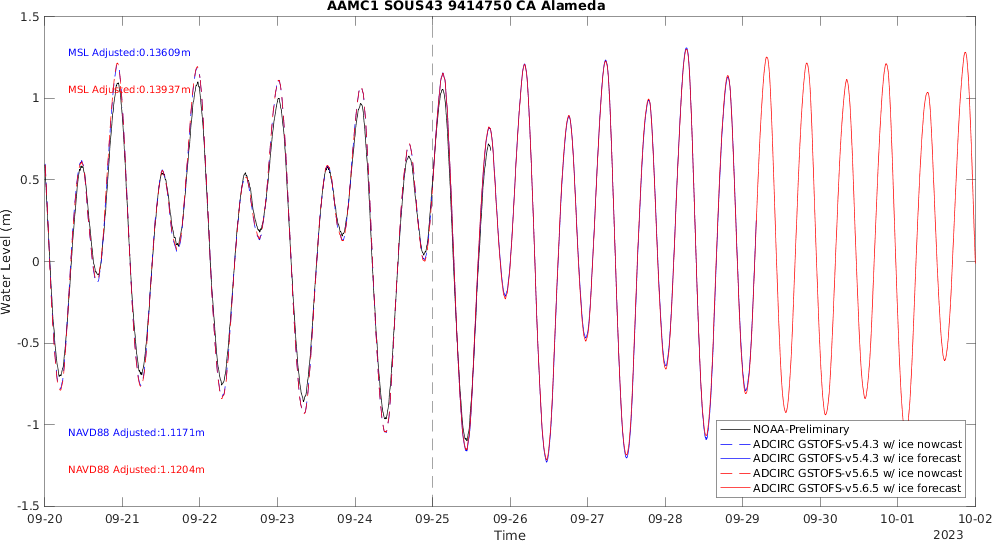 AAMC1 SOUS43 9414750 CA Alameda
1.5
1
0.5
0
-0.5
-1
-1.5
Water Level (m)
MSL Adjusted:0.13609m
MSL Adjusted:0.13937m
NAVD88 Adjusted:1.1171m
NAVD88 Adjusted:1.1204m
NOAA-Preliminary
ADCIRC GSTOFS-v5.4.3 w/ ice nowcast
ADCIRC GSTOFS-v5.4.3 w/ ice forecast
ADCIRC GSTOFS-v5.6.5 w/ ice nowcast
ADCIRC GSTOFS-v5.6.5 w/ ice forecast
09-20 09-21 09-22 09-23 09-24 09-25 09-26 09-27 09-28 09-29 09-30 10-01 10-02
Time
2023